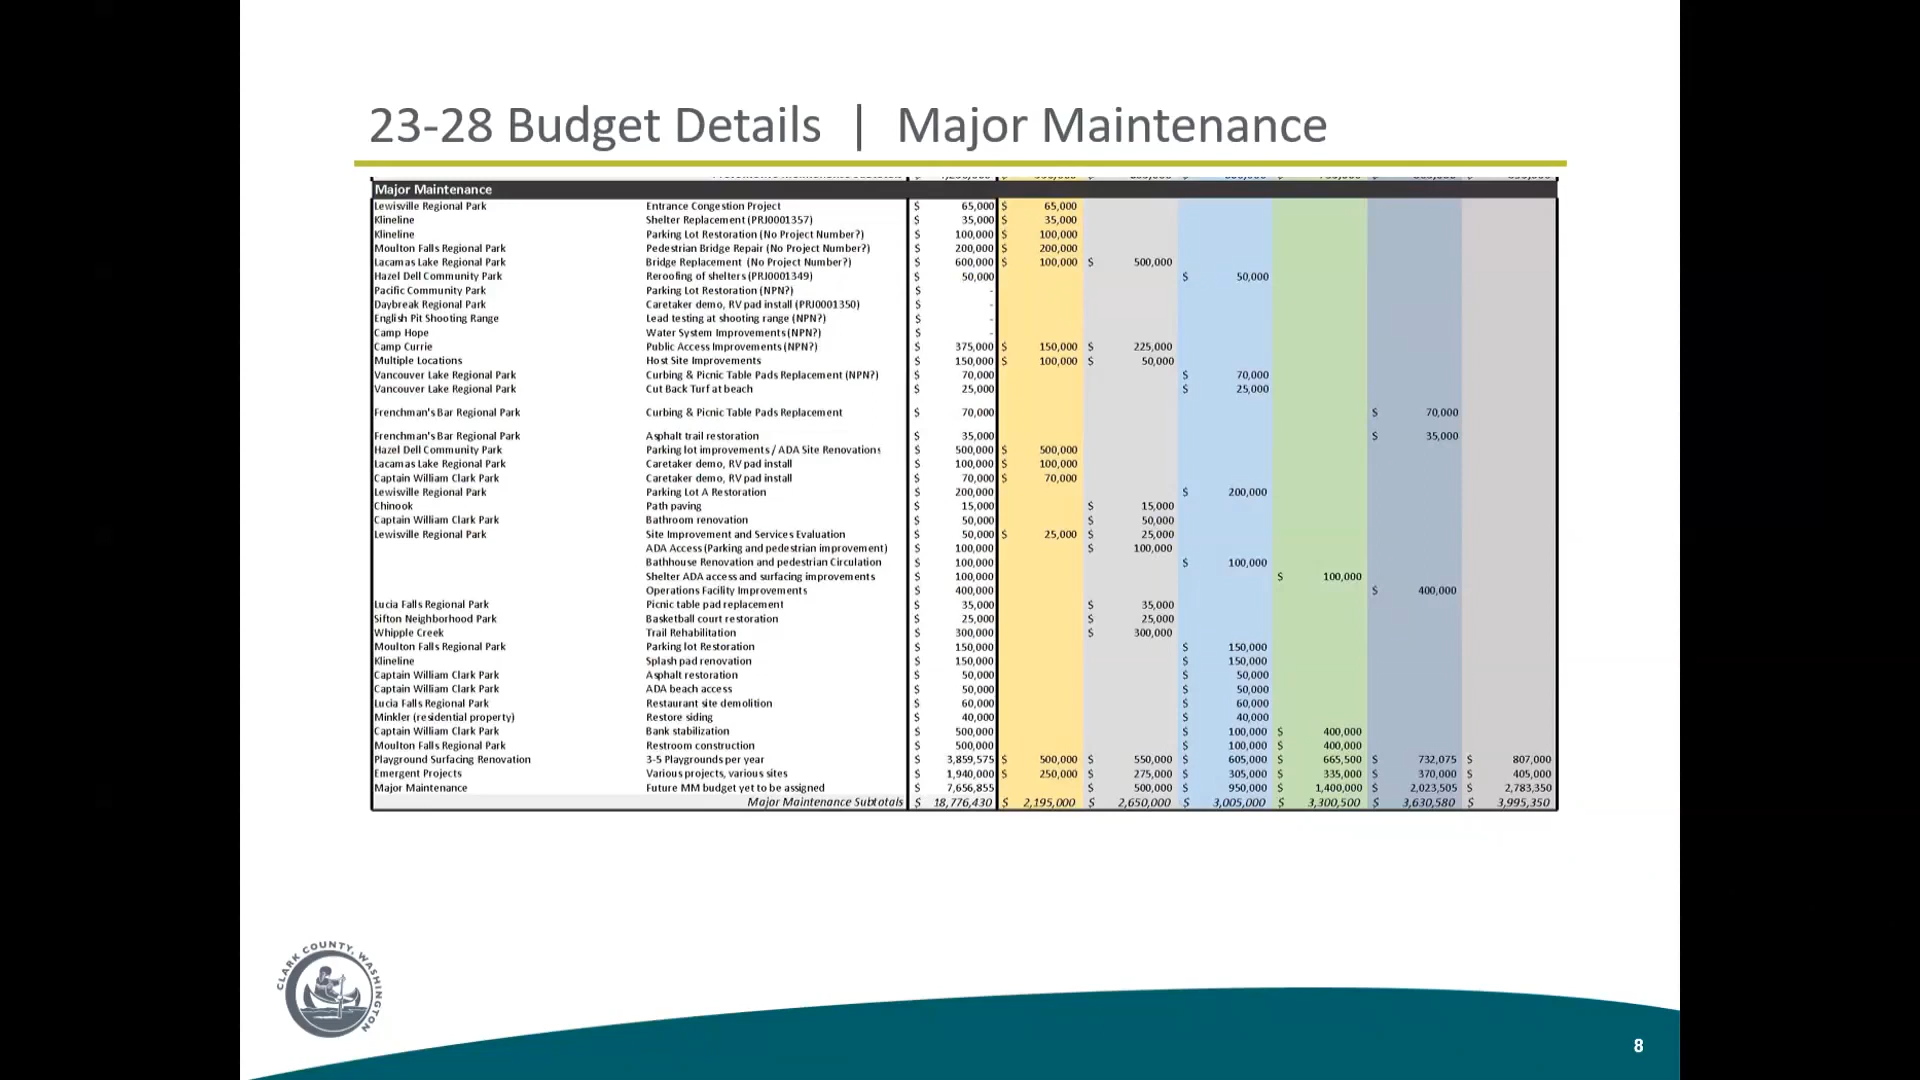 23-28 Budget Details | Major Maintenance
Major Maintenance
Lewisville Regional Park Entrance Congestion Project $ 65,000 $ 65,000
Klineline Shelter Replacement (PRJ0001357) $ 35,000 $ 35,000
Klineline Parking Lot Restoration (No Project Number?) $ 100,000 $ 100,000
Moulton Falls Regional Park Pedestrian Bridge Repair (No Project Number?) $ 200,000 $ 200,000
Lacamas Lake Regional Park Bridge Replacement (No Project Number?) $ 600,000 $ 100,000 $ 500,000
Hazel Dell Community Park Reroofing of shelters (PRJ0001349) $ 50,000 $ 50,000
Pacific Community Park Parking Lot Restoration (NPN?) $ -
Daybreak Regional Park Caretaker demo, RV pad install (PRJ0001350) $ -
English Pit Shooting Range Lead testing at shooting range (NPN?) $ -
Camp Hope Water System Improvements (NPN?) $ -
Camp Currie Public Access Improvements (NPN?) $ 375,000 $ 150,000 $ 225,000
Multiple Locations Host Site Improvements $ 150,000 $ 100,000 $ 50,000
Vancouver Lake Regional Park Curbing & Picnic Table Pads Replacement (NPN?) $ 70,000 $ 70,000
Vancouver Lake Regional Park Cut Back Turf at beach $ 25,000 $ 25,000
Frenchman's Bar Regional Park Curbing & Picnic Table Pads Replacement $ 70,000 $ 70,000
Frenchman's Bar Regional Park Asphalt trail restoration $ 35,000 $ 35,000
Hazel Dell Community Park Parking lot improvements / ADA Site Renovations $ 500,000 $ 500,000
Lacamas Lake Regional Park Caretaker demo, RV pad install $ 100,000 $ 100,000
Captain William Clark Park Caretaker demo, RV pad install $ 70,000 $ 70,000
Lewisville Regional Park Parking Lot A Restoration $ 200,000 $ 200,000
Chinook Path paving $ 15,000 $ 15,000
Captain William Clark Park Bathroom renovation $ 50,000 $ 50,000
Lewisville Regional Park Site Improvement and Services Evaluation $ 50,000 $ 25,000 $ 25,000
ADA Access (Parking and pedestrian improvement) $ 100,000 $ 100,000
Bathhouse Renovation and pedestrian Circulation $ 100,000 $ 100,000
Shelter ADA access and surfacing improvements $ 100,000 $ 100,000
Operations Facility Improvements $ 400,000 $ 400,000
Lucia Falls Regional Park Picnic table pad replacement $ 35,000 $ 35,000
Sifton Neighborhood Park Basketball court restoration $ 25,000 $ 25,000
Whipple Creek Trail Rehabilitation $ 300,000 $ 300,000
Moulton Falls Regional Park Parking lot Restoration $ 150,000 $ 150,000
Klineline Splash pad renovation $ 150,000 $ 150,000
Captain William Clark Park Asphalt restoration $ 50,000 $ 50,000
Captain William Clark Park ADA beach access $ 50,000 $ 50,000
Lucia Falls Regional Park Restaurant site demolition $ 60,000 $ 60,000
Minkler (residential property) Restore siding $ 40,000 $ 40,000
Captain William Clark Park Bank stabilization $ 500,000 $ 100,000 $ 400,000
Moulton Falls Regional Park Restroom construction $ 500,000 $ 100,000 $ 400,000
Playground Surfacing Renovation 3-5 Playgrounds per year $ 3,859,575 $ 500,000 $ 550,000 $ 605,000 $ 665,500 $ 732,075 $ 807,000
Emergent Projects Various projects, various sites $ 1,940,000 $ 250,000 $ 275,000 $ 305,000 $ 335,000 $ 370,000 $ 405,000
Major Maintenance Future MM budget yet to be assigned $ 7,656,855 $ 500,000 $ 950,000 $ 1,400,000 $ 2,023,505 $ 2,783,350
Major Maintenance Subtotals $ 18,776,430 $ 2,195,000 $ 2,650,000 $ 3,005,000 $ 3,300,500 $ 3,630,580 $ 3,995,350
CLARK COUNTY, WASHINGTON
8